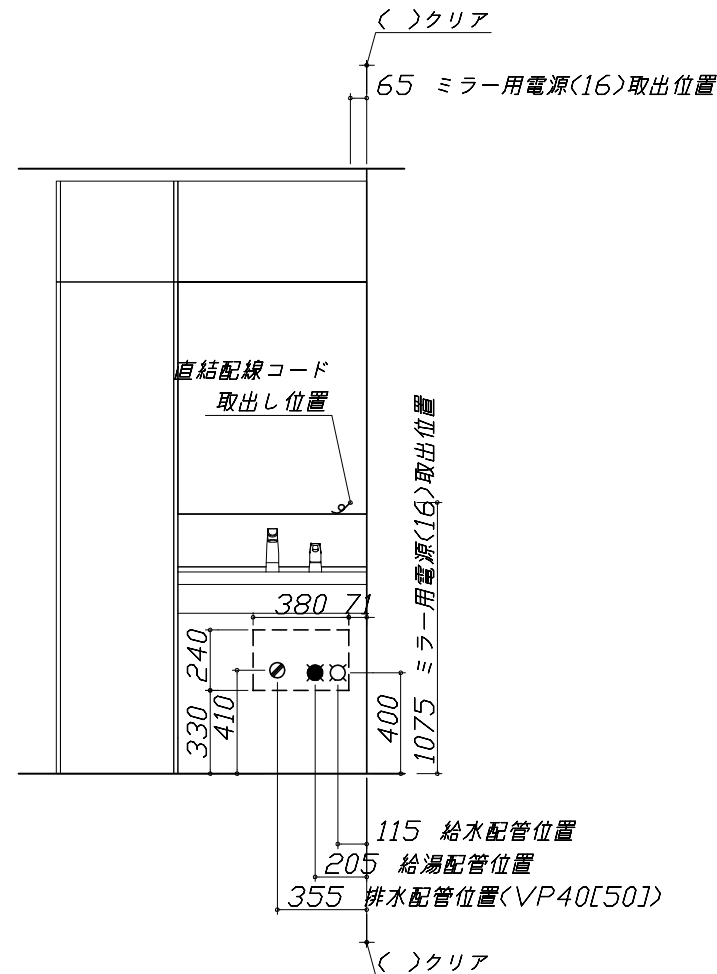 ( )クリア
65 ミラー用電源(16)取出位置
直結配線コード
取出し位置
1075 ミラー用電源(16)取出位置
380 71
240
330
410
400
115 給水配管位置
205 給湯配管位置
355 排水配管位置(VP40[50])
( )クリア